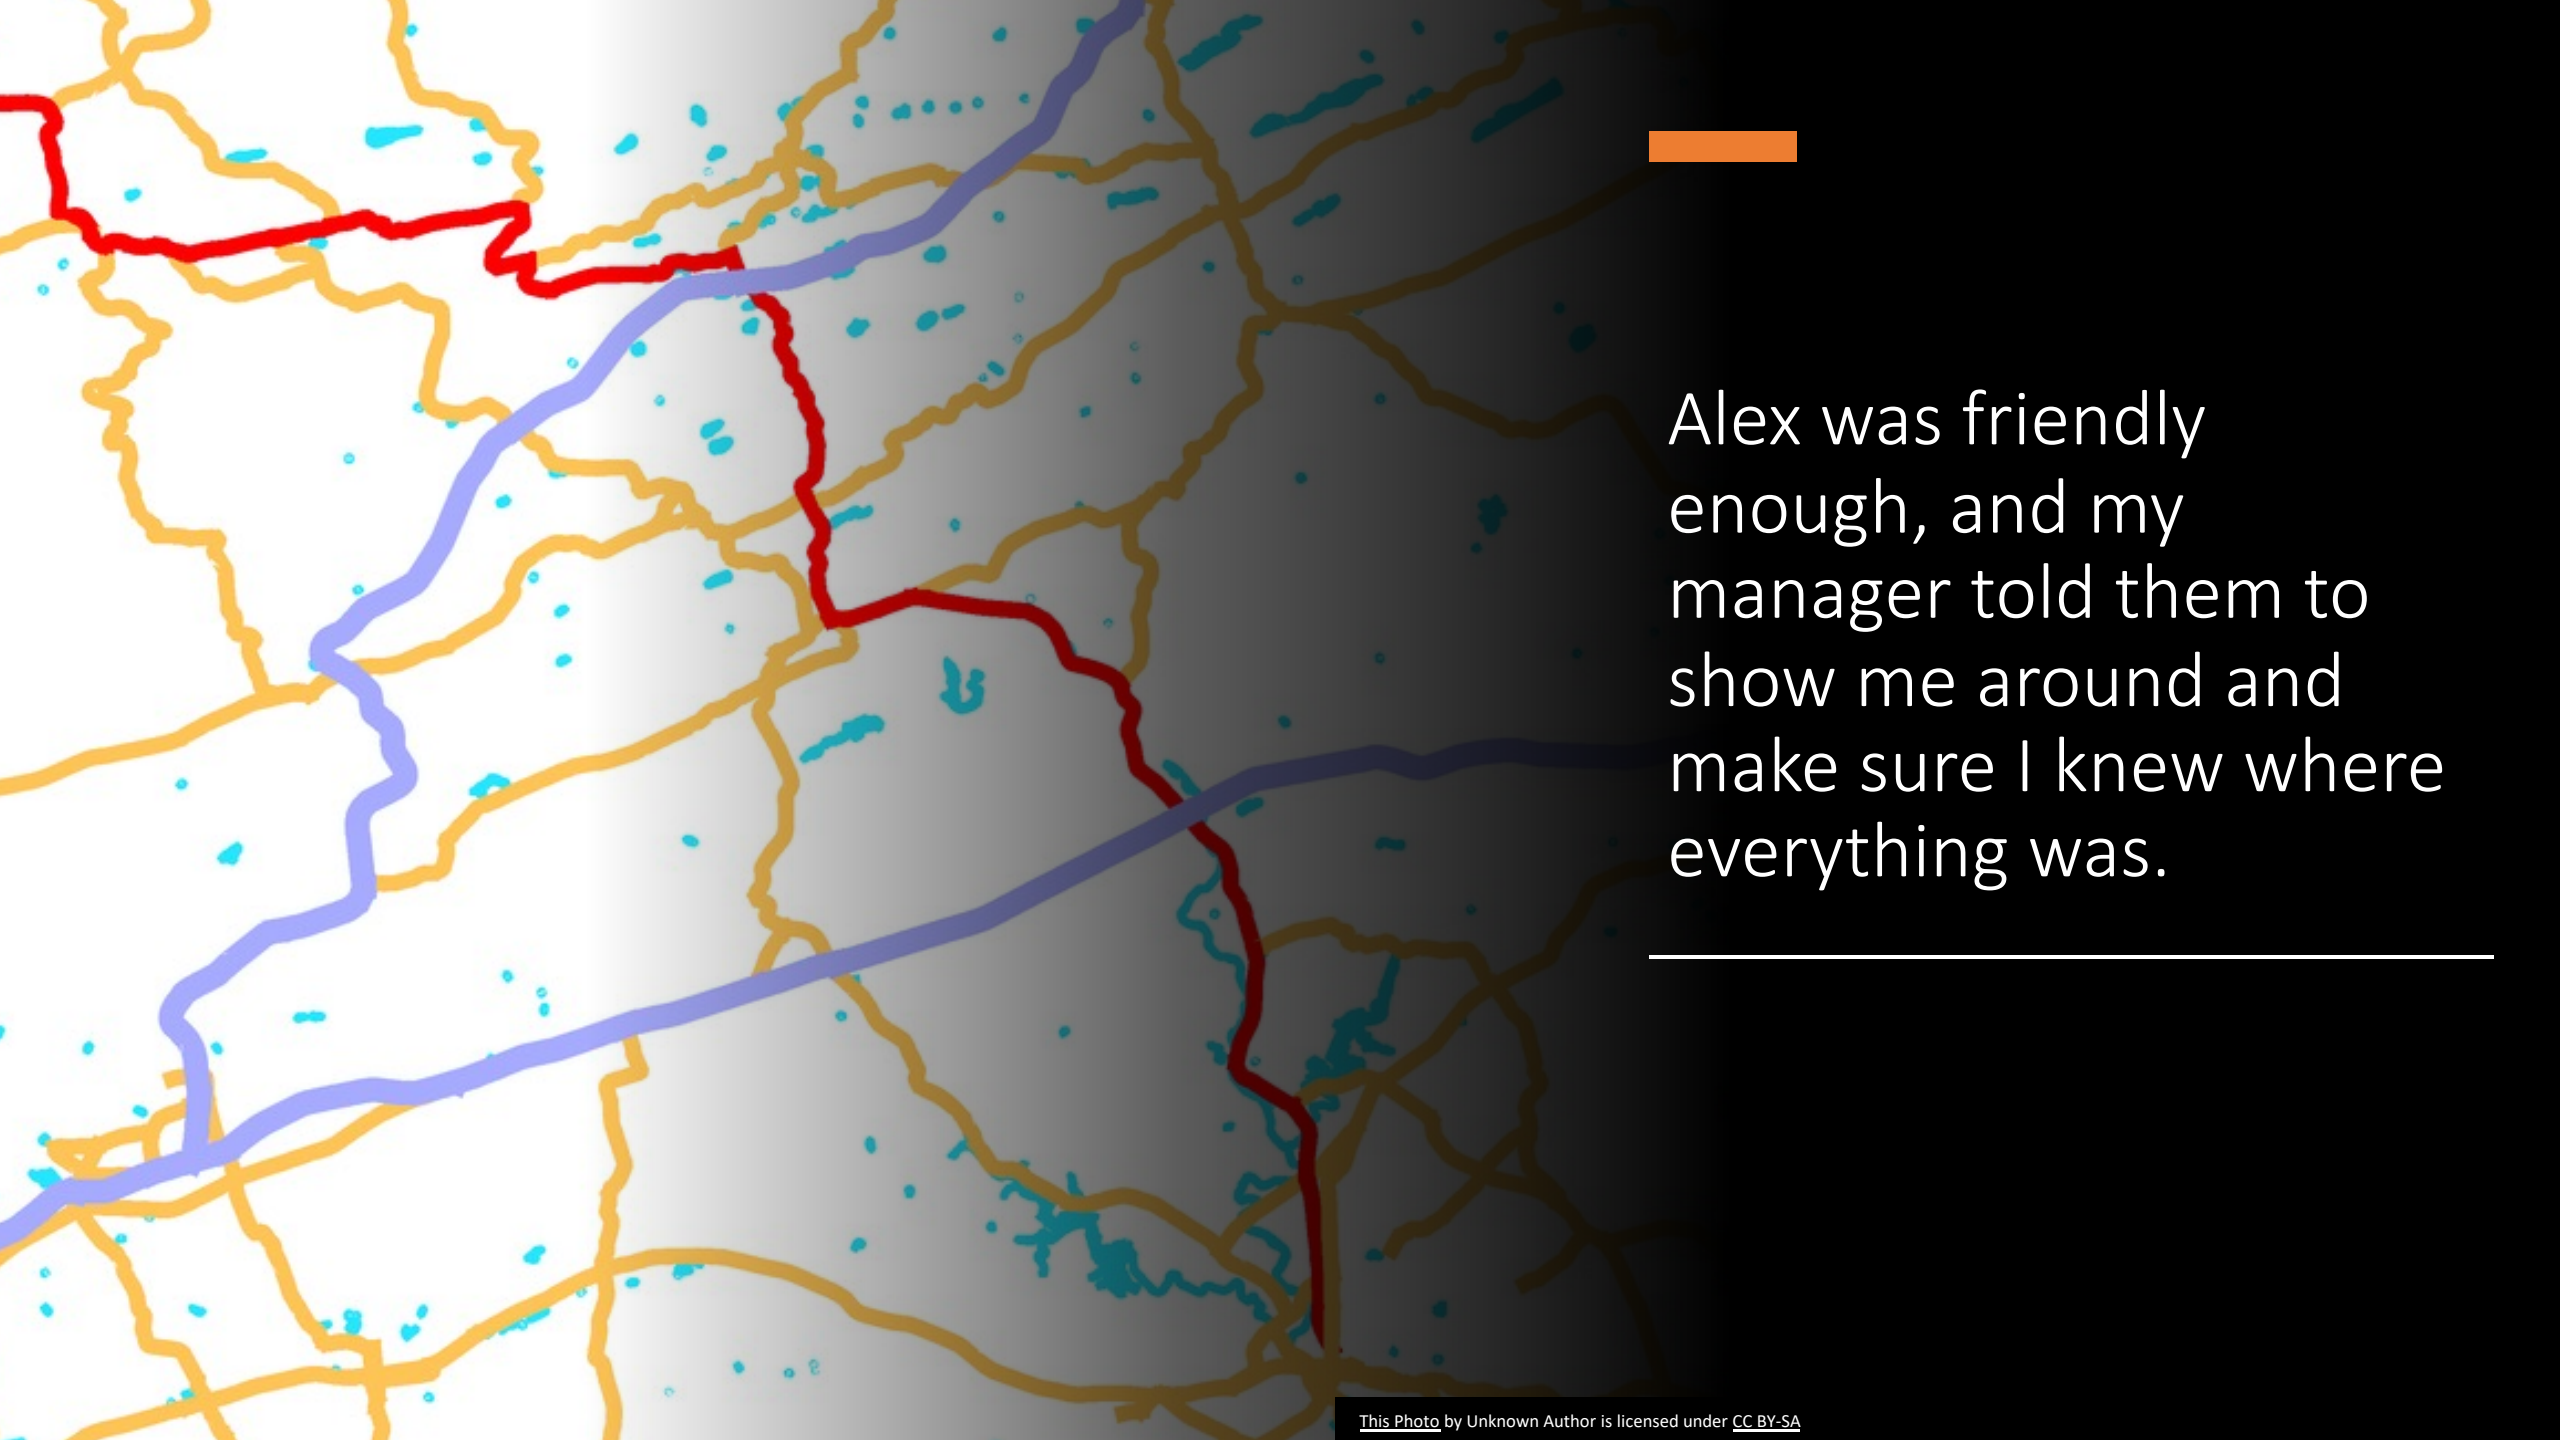 Alex was friendly
enough, and my
manager told them to
show me around and
make sure I knew where
everything was.
This Photo by Unknown Author is licensed under CC BY-SA